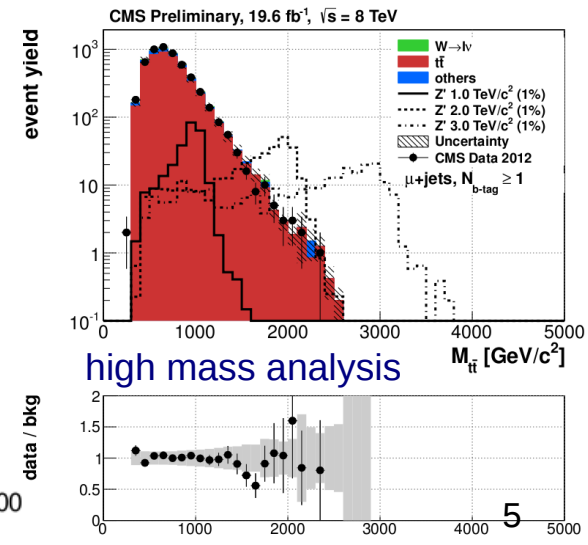 CMS Preliminary, 19.6 fb⁻¹, √s = 8 TeV
event yield
10³
10²
10
1
10⁻¹
W→lν
tt̄
others
Z' 1.0 TeV/c² (1%)
Z' 2.0 TeV/c² (1%)
Z' 3.0 TeV/c² (1%)
Uncertainty
CMS Data 2012
μ+jets, N_b-tag ≥ 1
0 1000 2000 3000 4000 5000
M_tt̄ [GeV/c²]
high mass analysis
data / bkg
2
1.5
1
0.5
0
0 1000 2000 3000 4000 5000
00
5